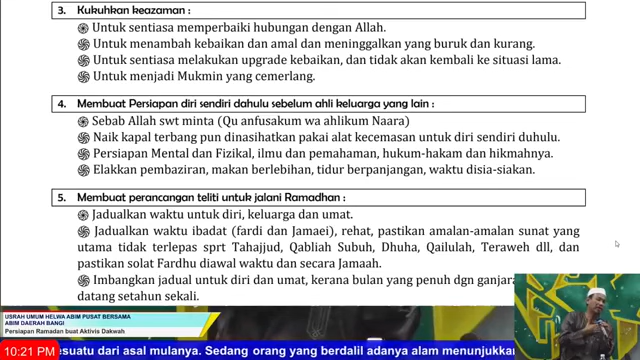 3. Kukuhkan keazaman :
Untuk sentiasa memperbaiki hubungan dengan Allah.
Untuk menambah kebaikan dan amal dan meninggalkan yang buruk dan kurang.
Untuk sentiasa melakukan upgrade kebaikan, dan tidak akan kembali ke situasi lama.
Untuk menjadi Mukmin yang cemerlang.
4. Membuat Persiapan diri sendiri dahulu sebelum ahli keluarga yang lain :
Sebab Allah swt minta (Qu anfusakum wa ahlikum Naara)
Naik kapal terbang pun dinasihatkan pakai alat kecemasan untuk diri sendiri duhulu.
Persiapan Mental dan Fizikal, ilmu dan pemahaman, hukum-hakam dan hikmahnya.
Elakkan pembaziran, makan berlebihan, tidur berpanjangan, waktu disia-siakan.
5. Membuat perancangan teliti untuk jalani Ramadhan :
Jadualkan waktu untuk diri, keluarga dan umat.
Jadualkan waktu ibadat (fardi dan Jamaei), rehat, pastikan amalan-amalan sunat yang
utama tidak terlepas sprt Tahajjud, Qabliah Subuh, Dhuha, Qailulah, Teraweh dll, dan
pastikan solat Fardhu diawal waktu dan secara Jamaah.
Imbangkan jadual untuk diri dan umat, kerana bulan yang penuh dgn ganjara
datang setahun sekali.
USRAH UMUM HELWA ABIM PUSAT BERSAMA
ABIM DAERAH BANGI
Persiapan Ramadan buat Aktivis Dakwah
10:21 PM esuatu dari asal mulanya. Sedang orang yang berdalil adanya alam menunjukkan